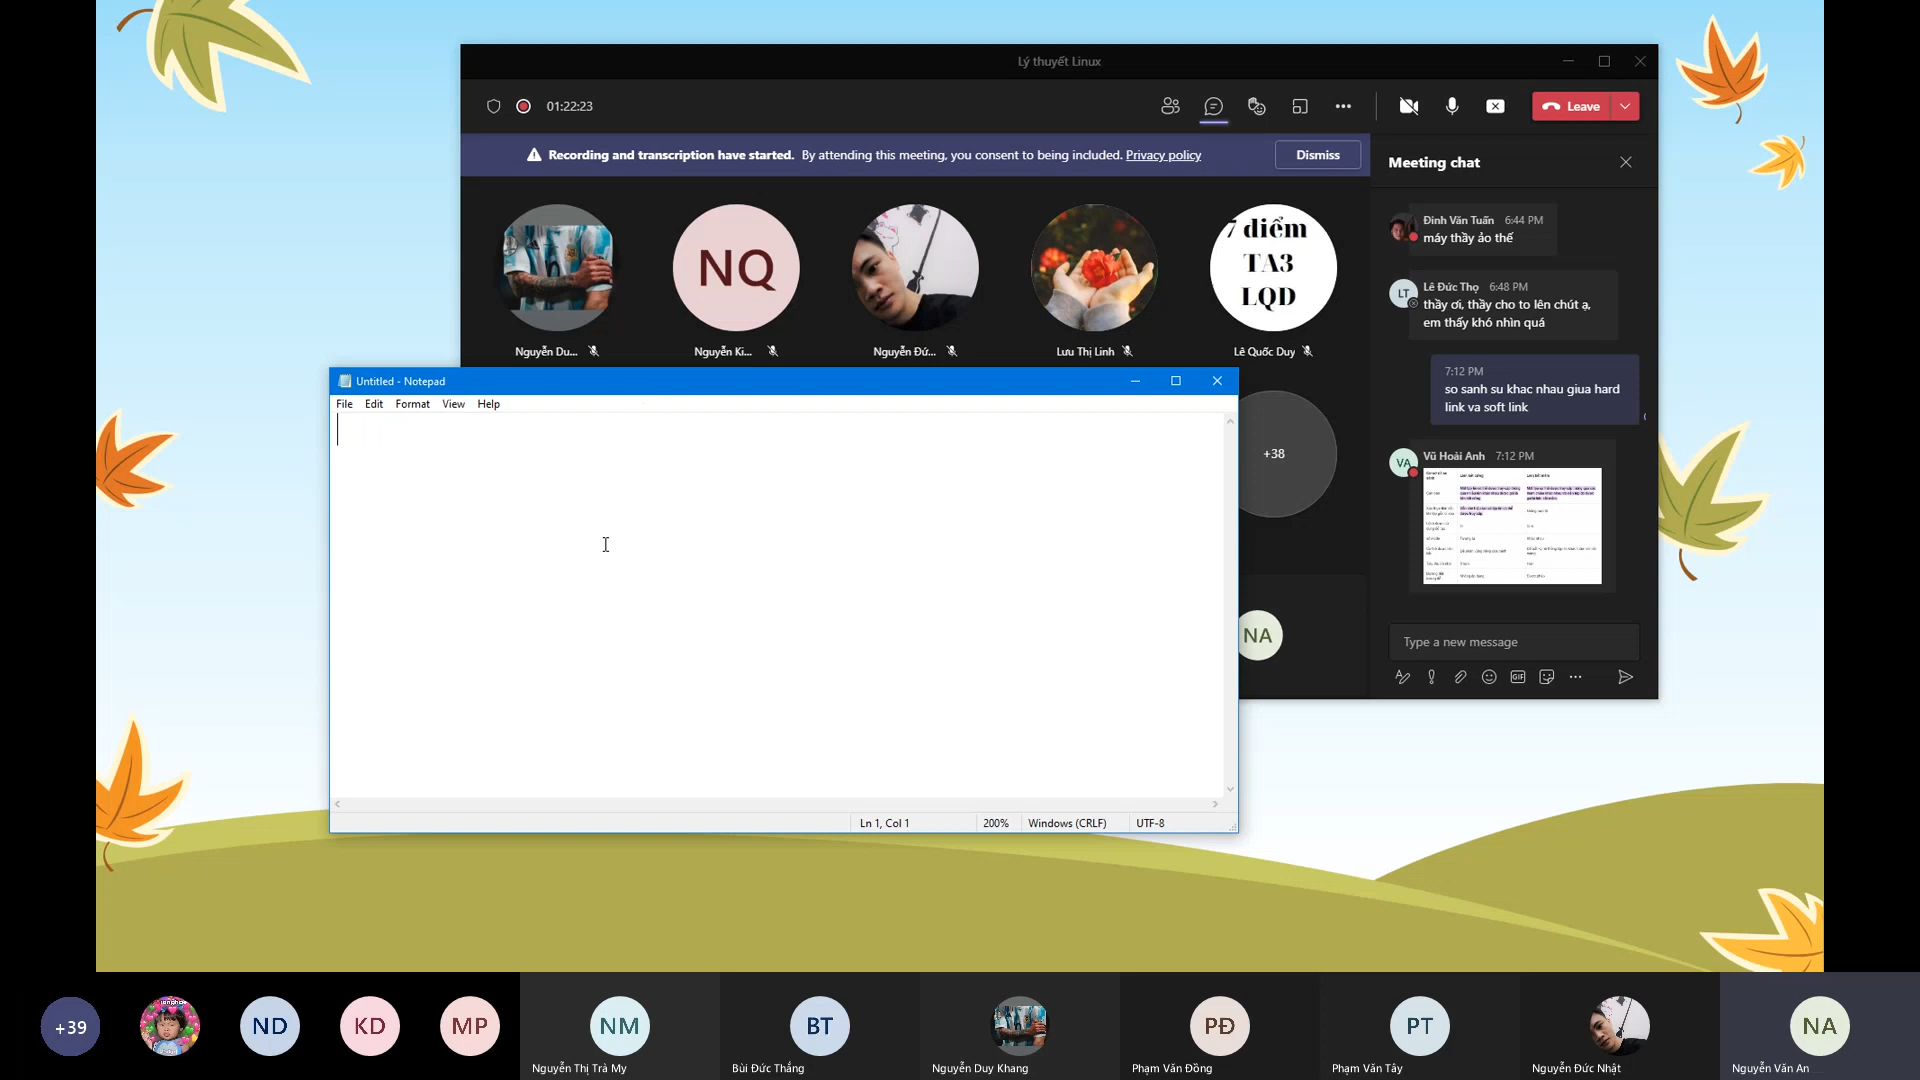 Lý thuyết Linux
01:22:23
Leave
Recording and transcription have started. By attending this meeting, you consent to being included. Privacy policy
Dismiss
Meeting chat
NQ
7 điểm
TA3
LQD
Nguyễn Du...
Nguyễn Ki...
Nguyễn Đứ...
Lưu Thị Linh
Lê Quốc Duy
Đinh Văn Tuấn 6:44 PM
máy thầy ảo thế
LT
Lê Đức Thọ 6:48 PM
thầy ơi, thầy cho to lên chút ạ,
em thấy khó nhìn quá
7:12 PM
so sanh su khac nhau giua hard
link va soft link
VA
Vũ Hoài Anh 7:12 PM
Untitled - Notepad
File Edit Format View Help
+38
NA
Type a new message
GIF
Ln 1, Col 1
200%
Windows (CRLF)
UTF-8
+39
ND
KD
MP
NM
BT
PĐ
PT
NA
Nguyễn Thị Trà My
Bùi Đức Thắng
Nguyễn Duy Khang
Phạm Văn Đồng
Phạm Văn Tây
Nguyễn Đức Nhật
Nguyễn Văn An